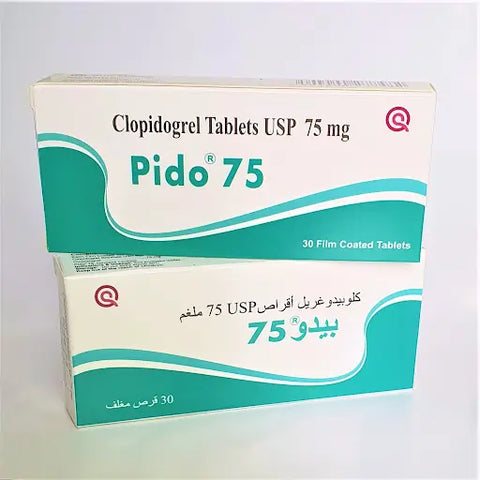 Clopidogrel Tablets USP 75 mg
Pido® 75
30 Film Coated Tablets
كلوبيدوغريل أقراص USP 75 ملغم
بيدو® 75
30 قرص مغلف